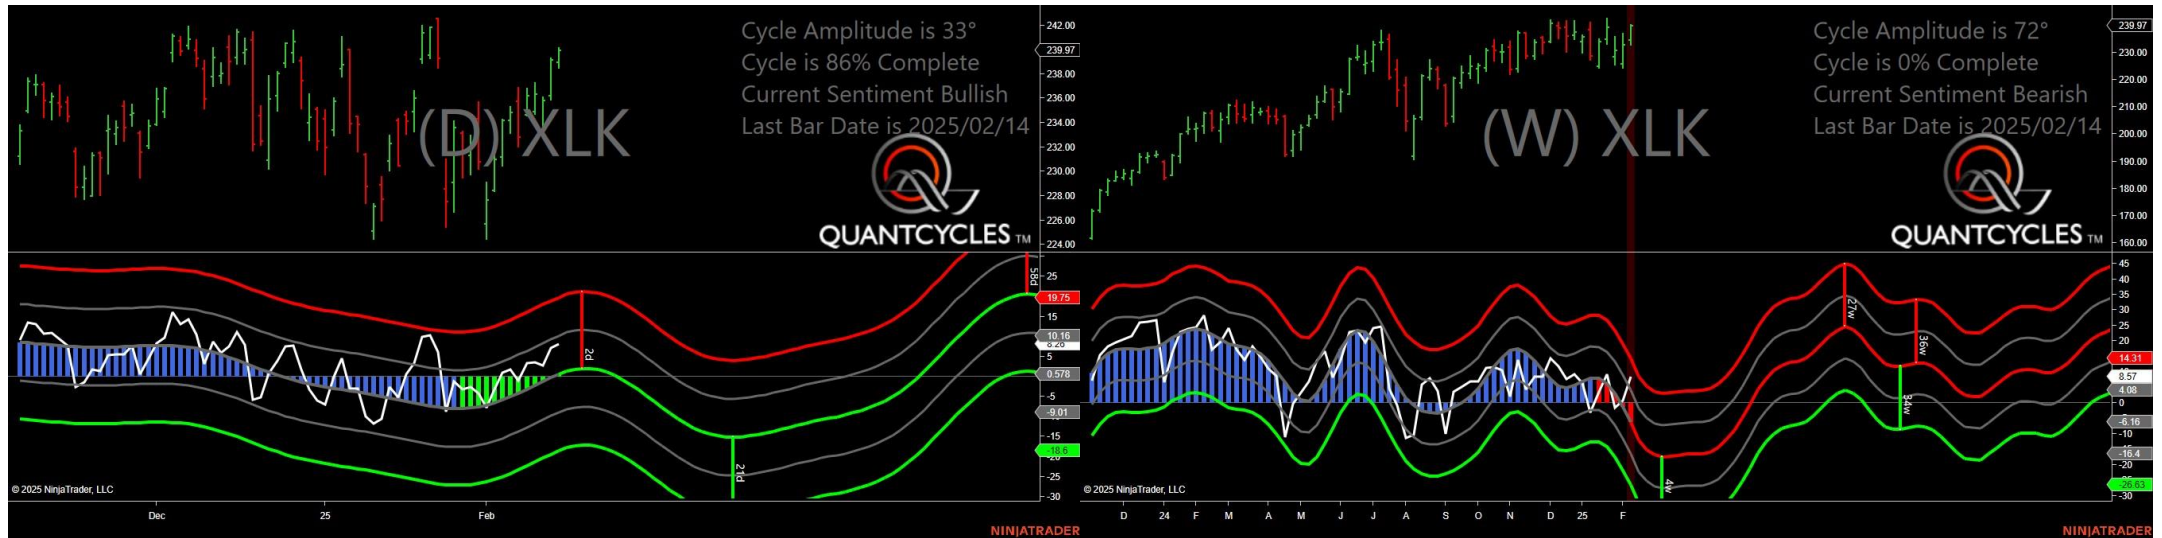 Cycle Amplitude is 33°
Cycle is 86% Complete
Current Sentiment Bullish
Last Bar Date is 2025/02/14
(D) XLK
QUANTCYCLES TM
242.00
239.97
238.00
236.00
234.00
232.00
230.00
228.00
226.00
224.00
58d
25
19.75
15
10.16
8.26
5
0.578
-5
-9.01
-15
-18.6
-25
-30
2d
21d
© 2025 NinjaTrader, LLC
Dec
25
Feb
NINJATRADER
Cycle Amplitude is 72°
Cycle is 0% Complete
Current Sentiment Bearish
Last Bar Date is 2025/02/14
(W) XLK
QUANTCYCLES TM
239.97
230.00
220.00
210.00
200.00
190.00
180.00
170.00
160.00
45
40
35
30
25
20
14.31
8.57
4.08
0
-6.16
-10
-16.4
-20
-26.63
-30
27w
36w
34w
4w
© 2025 NinjaTrader, LLC
D 24 F M A M J J A S O N D 25 F
NINJATRADER